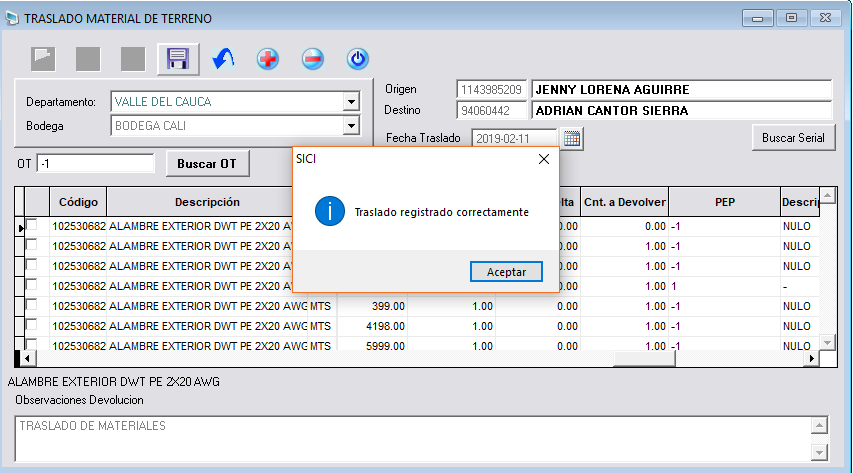 TRASLADO MATERIAL DE TERRENO
Departamento: VALLE DEL CAUCA
Bodega BODEGA CALI
Origen 1143985209 JENNY LORENA AGUIRRE
Destino 94060442 ADRIAN CANTOR SIERRA
Fecha Traslado 2019-02-11
Buscar Serial
OT -1 Buscar OT
SICI
Traslado registrado correctamente
Aceptar
Código Descripción lta Cnt. a Devolver PEP Descri
102530682 ALAMBRE EXTERIOR DWT PE 2X20 AW 0.00 0.00 -1 NULO
102530682 ALAMBRE EXTERIOR DWT PE 2X20 AW 0.00 1.00 -1 NULO
102530682 ALAMBRE EXTERIOR DWT PE 2X20 AW 0.00 1.00 -1 NULO
102530682 ALAMBRE EXTERIOR DWT PE 2X20 AW 0.00 1.00 1 -
102530682 ALAMBRE EXTERIOR DWT PE 2X20 AWG MTS 399.00 1.00 0.00 1.00 -1 NULO
102530682 ALAMBRE EXTERIOR DWT PE 2X20 AWG MTS 4198.00 1.00 0.00 1.00 -1 NULO
102530682 ALAMBRE EXTERIOR DWT PE 2X20 AWG MTS 5999.00 1.00 0.00 1.00 -1 NULO
ALAMBRE EXTERIOR DWT PE 2X20 AWG
Observaciones Devolucion
TRASLADO DE MATERIALES